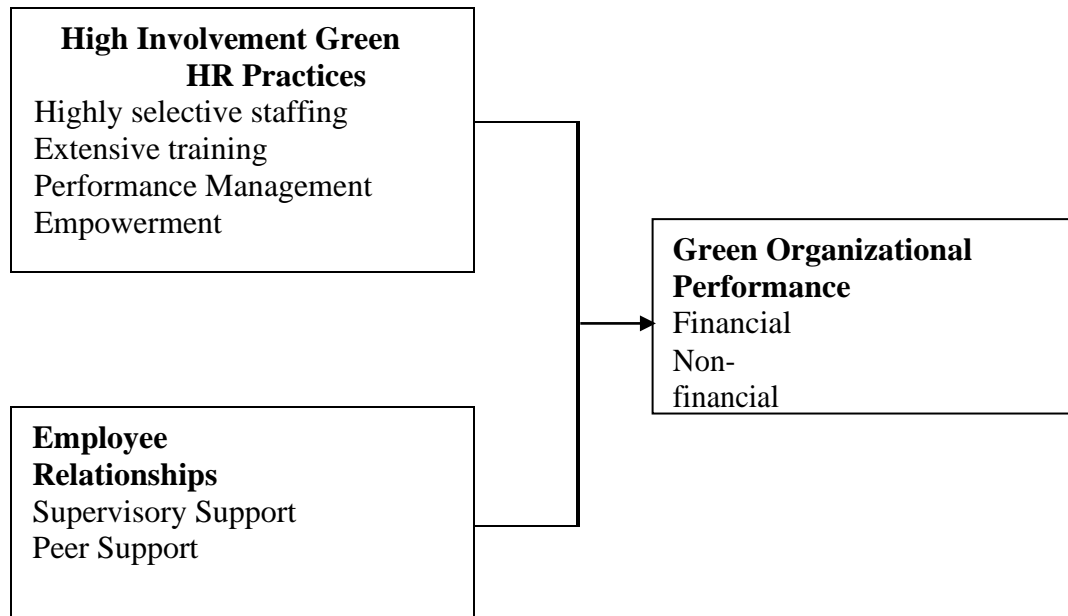 High Involvement Green
HR Practices
Highly selective staffing
Extensive training
Performance Management
Empowerment
Green Organizational
Performance
Financial
Non-
financial
Employee
Relationships
Supervisory Support
Peer Support